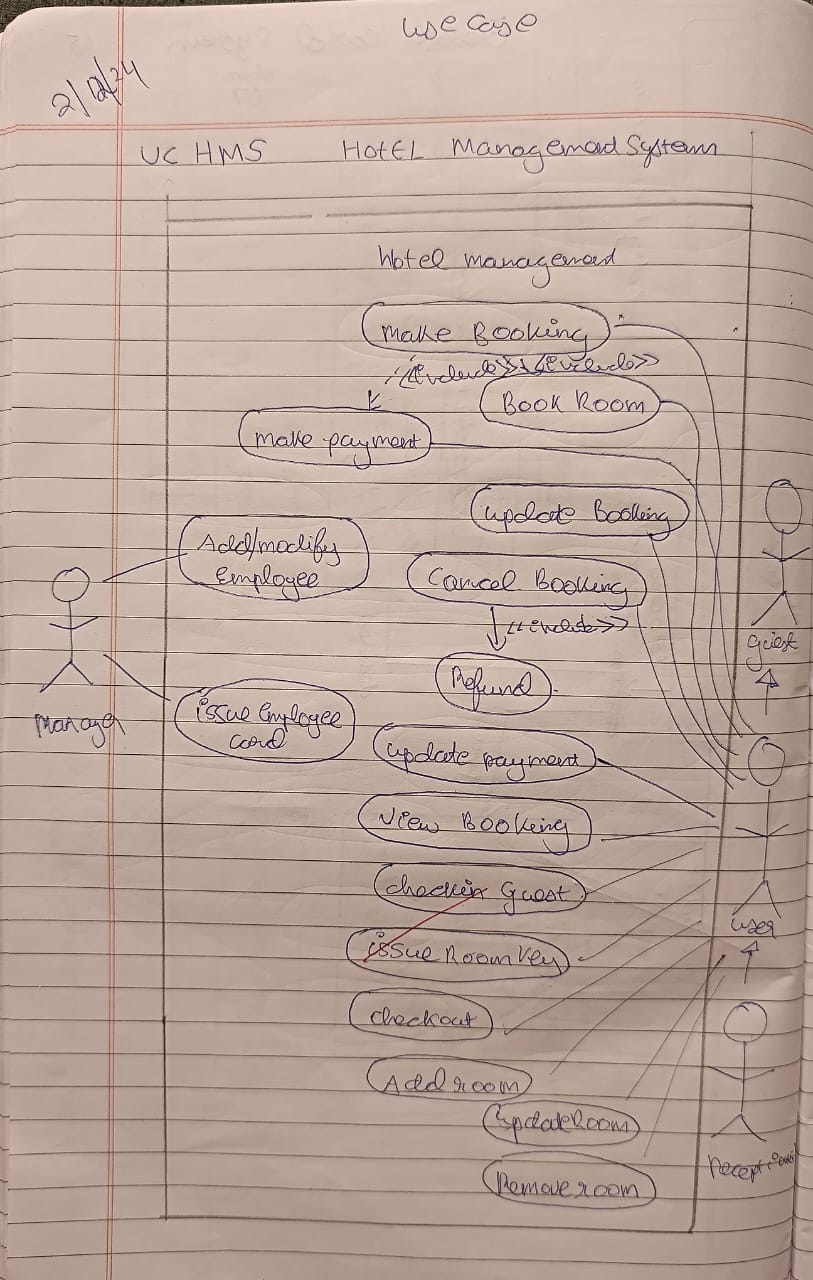 use case
2/12/24
UC HMS Hotel Managemend System
Hotel managemend
Make Booking
<<include>> <<include>>
Book Room
make payment
update Booking
Add/modify
Employee
Cancel Booking
<<include>>
guest
Refund
Manager
issue employee
card
update payment
View Booking
checkin guest
user
issue Room key
checkout
Add room
update Room
receptionist
Remove room